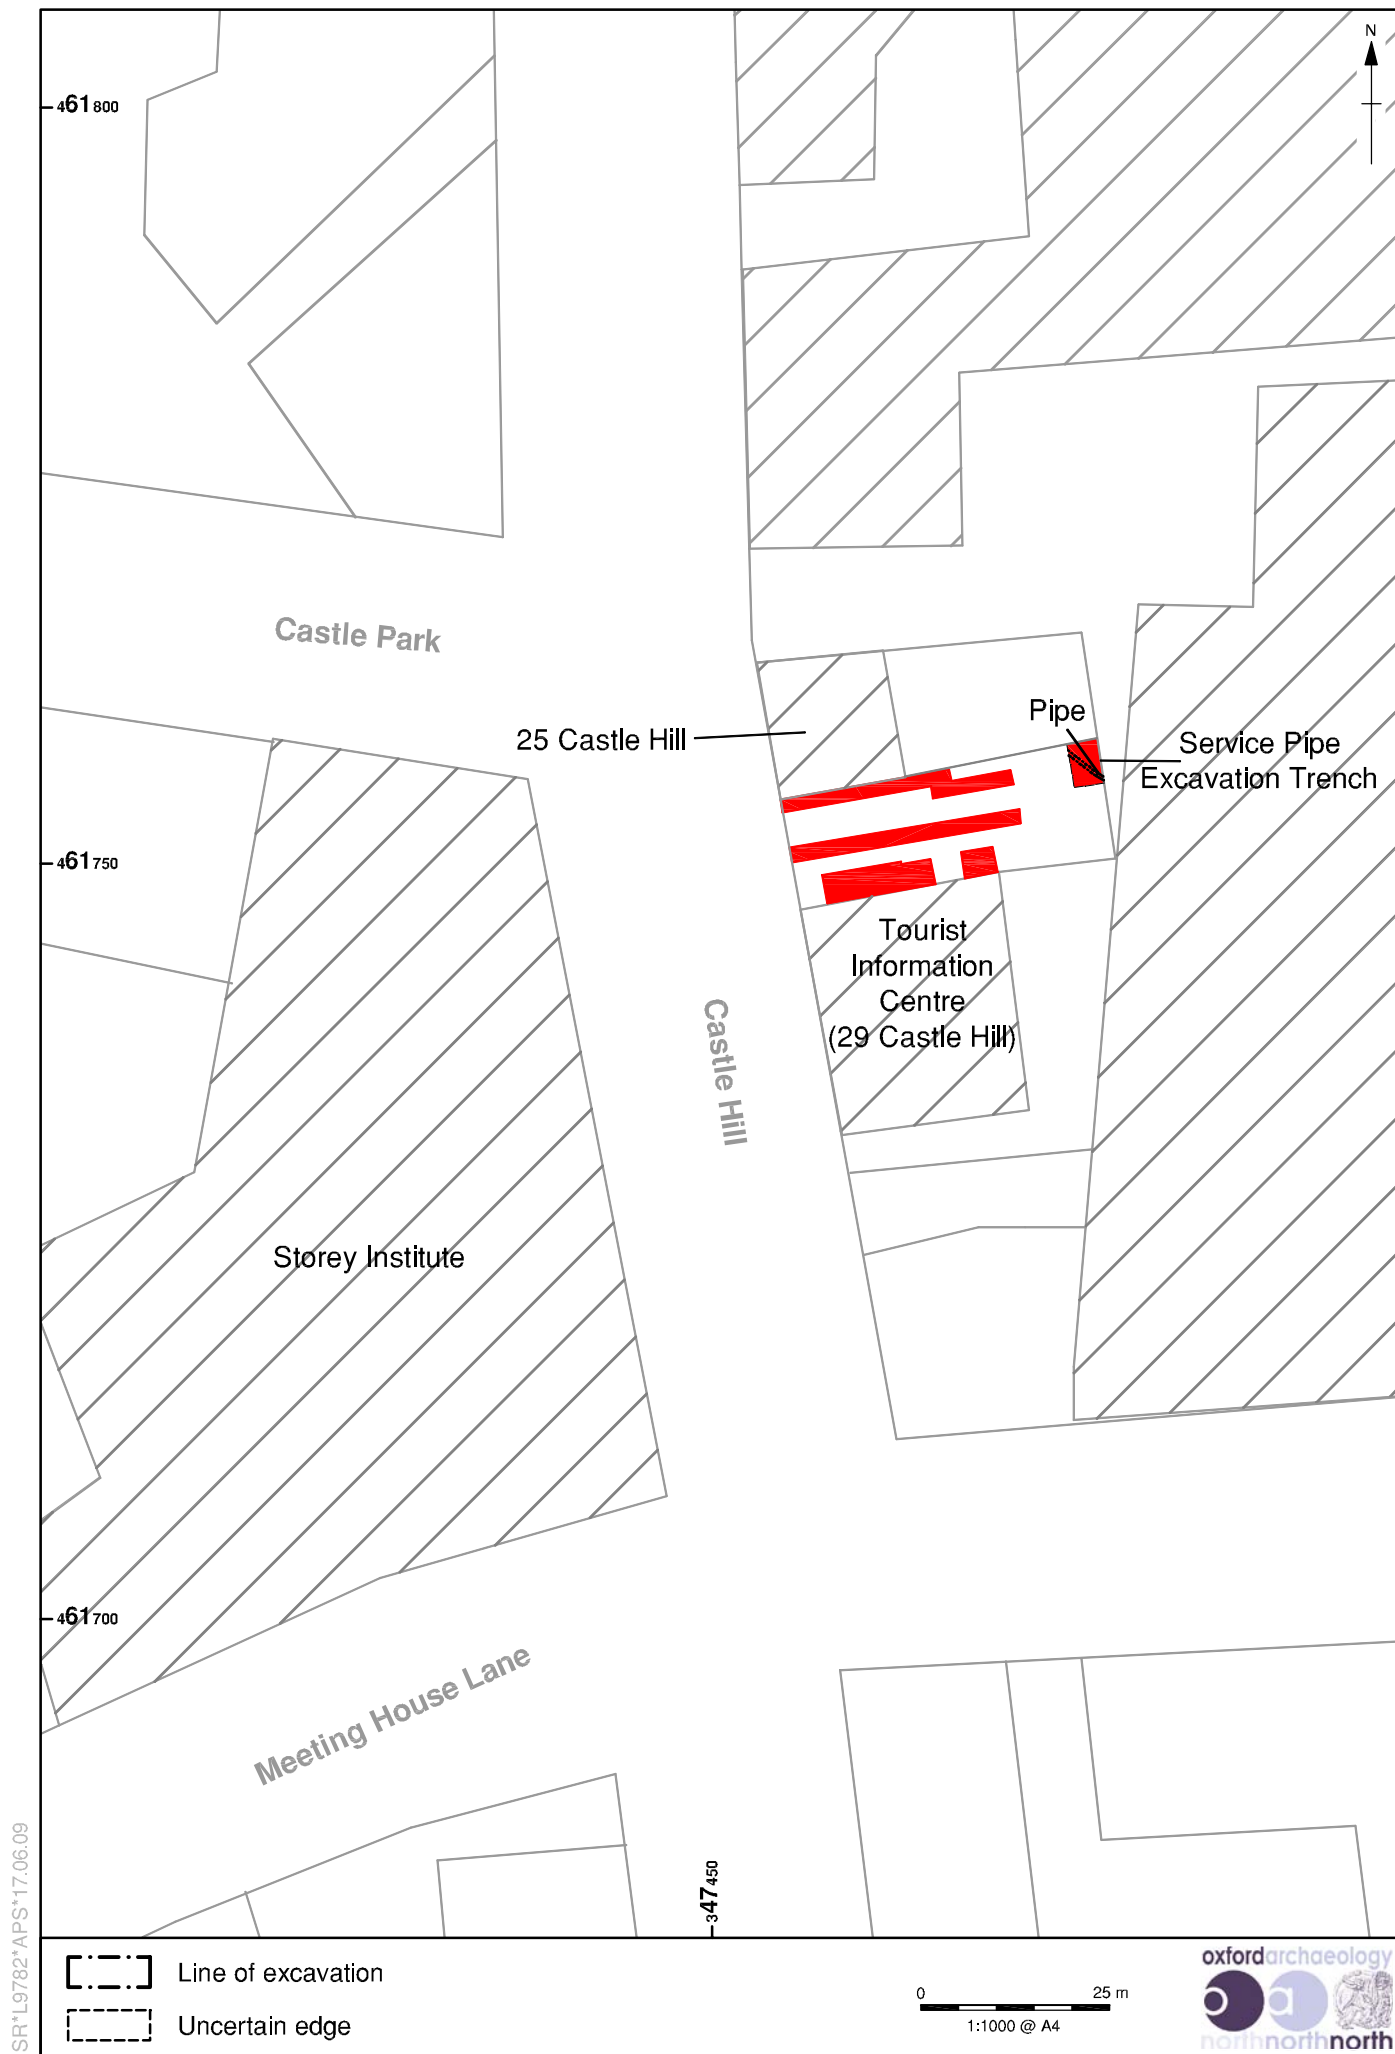 N
461800
Castle Park
Pipe
25 Castle Hill
Service Pipe
Excavation Trench
461750
Tourist
Information
Centre
(29 Castle Hill)
Castle Hill
Storey Institute
461700
Meeting House Lane
347450
SR*L9782*APS*17.06.09
Line of excavation
Uncertain edge
0 25 m
1:1000 @ A4
oxfordarchaeology
oa
northnorthnorth